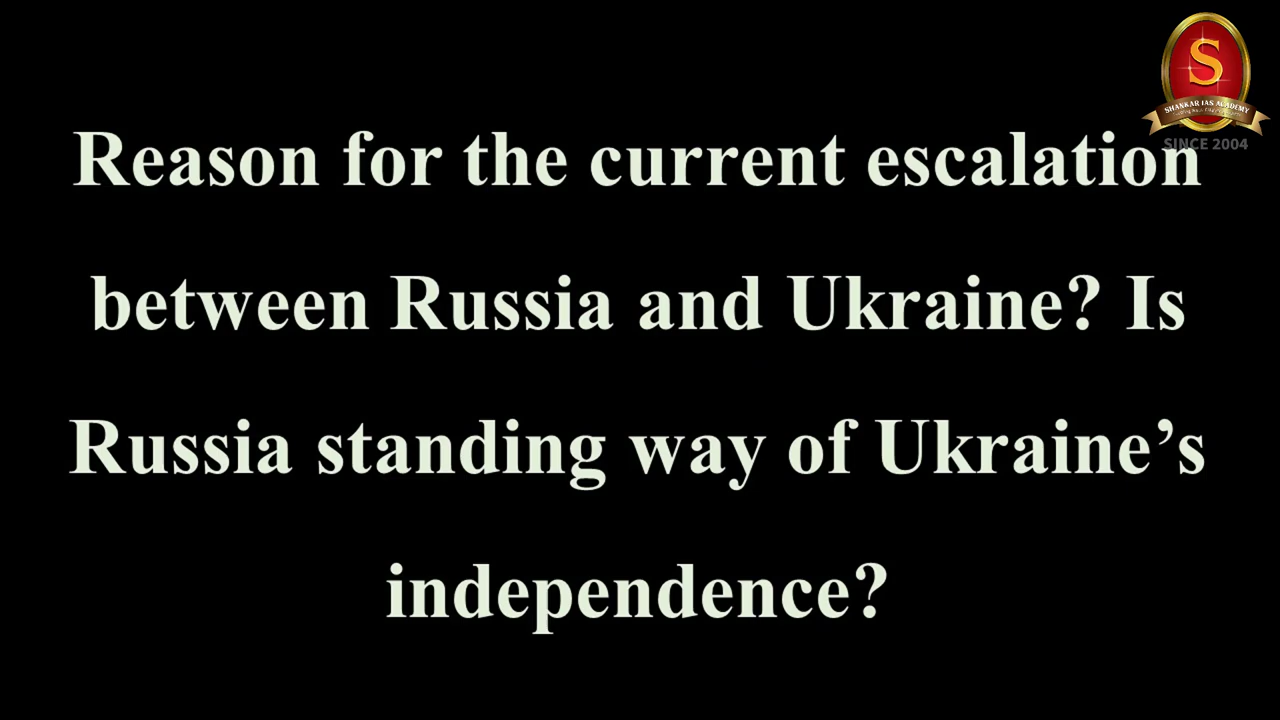 S
SHANKAR IAS ACADEMY
SINCE 2004
Reason for the current escalation
between Russia and Ukraine? Is
Russia standing way of Ukraine’s
independence?